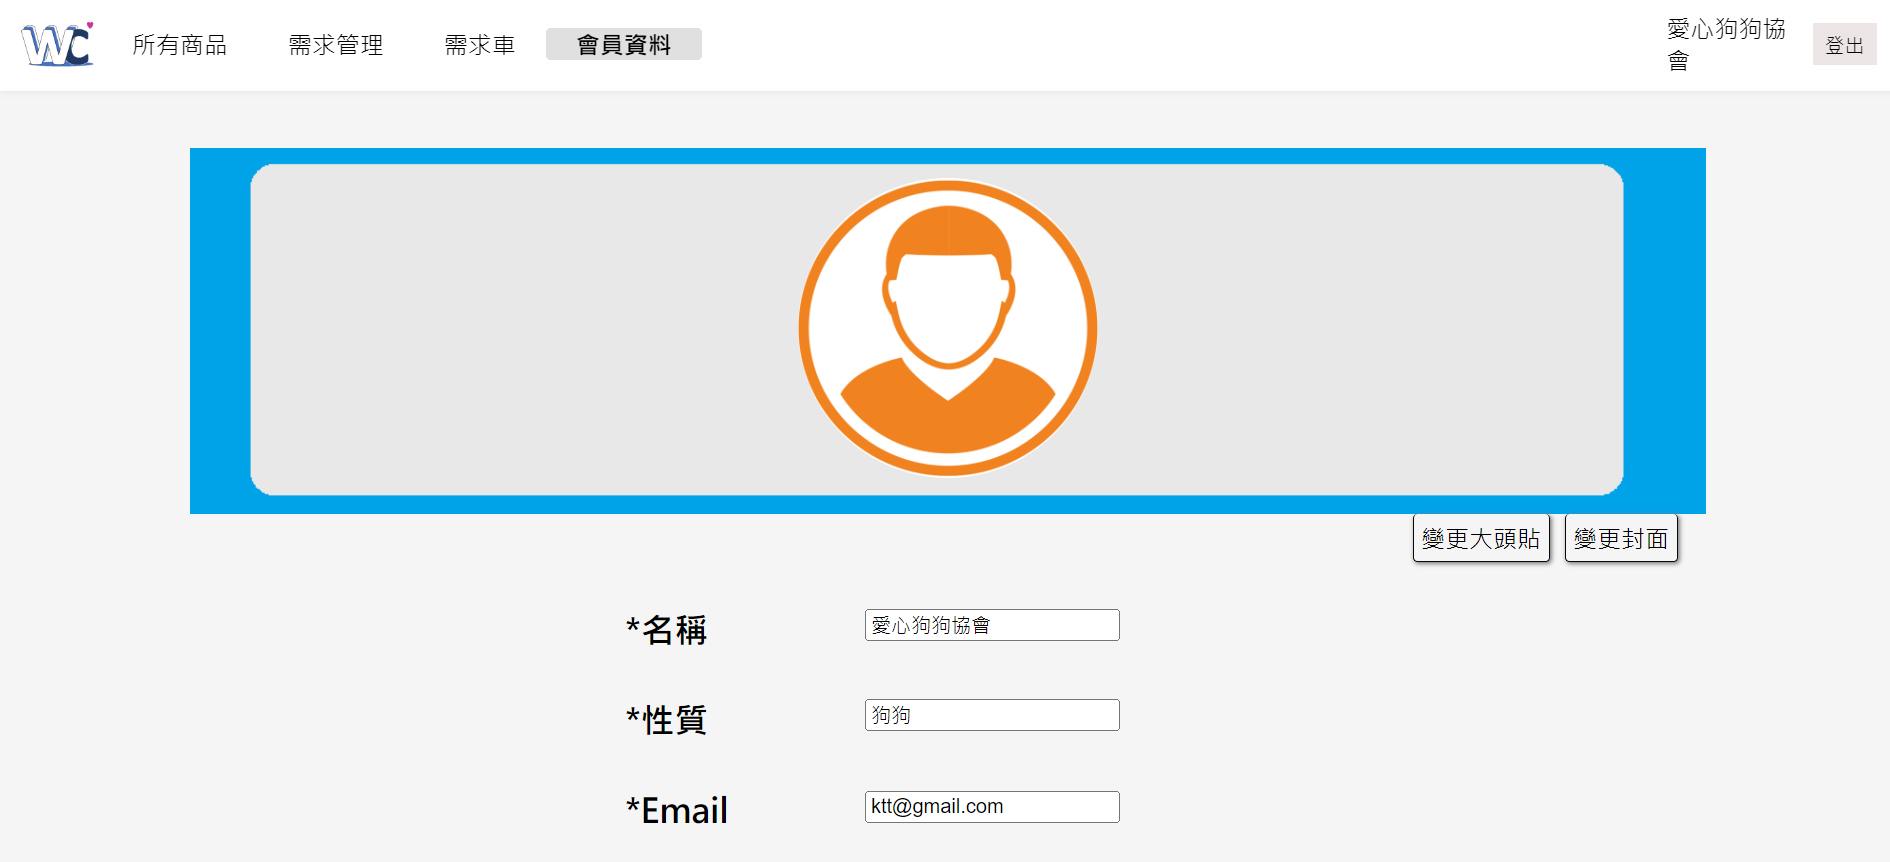 WC
所有商品
需求管理
需求車
會員資料
愛心狗狗協
會
登出
變更大頭貼
變更封面
*名稱
愛心狗狗協會
*性質
狗狗
*Email
ktt@gmail.com